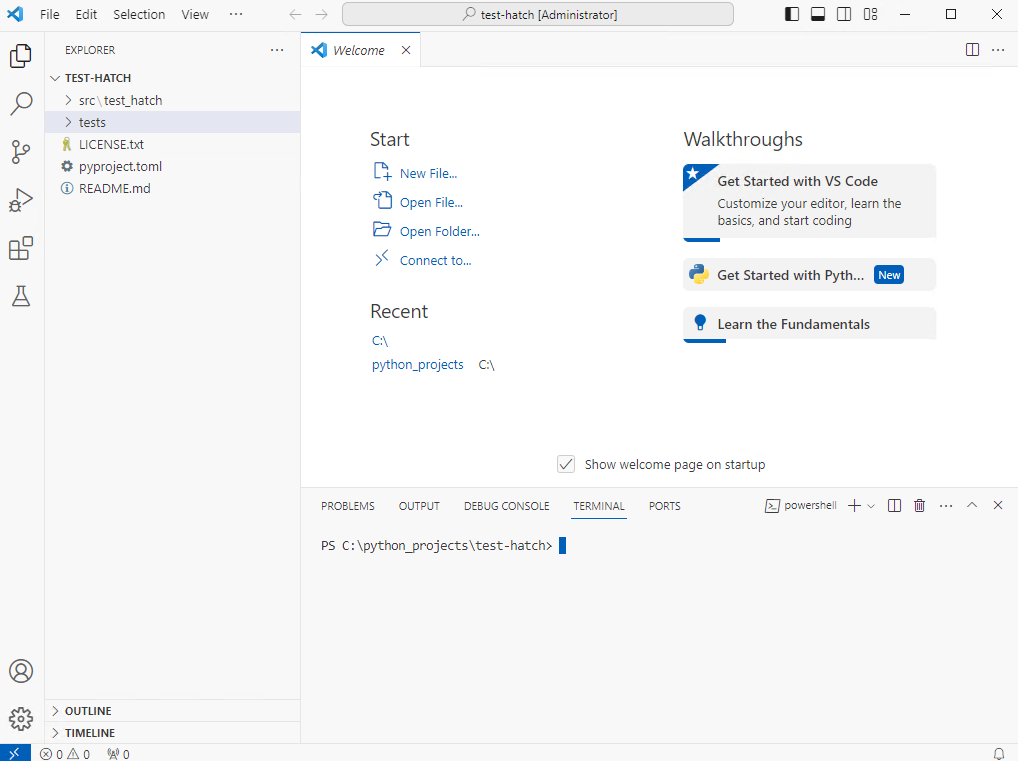 File Edit Selection View ··· test-hatch [Administrator]
EXPLORER ···
TEST-HATCH
src\test_hatch
tests
LICENSE.txt
pyproject.toml
README.md
OUTLINE
TIMELINE
Welcome ···
Start
New File...
Open File...
Open Folder...
Connect to...
Recent
C:\
python_projects C:\
Walkthroughs
Get Started with VS Code
Customize your editor, learn the
basics, and start coding
Get Started with Pyth... New
Learn the Fundamentals
Show welcome page on startup
PROBLEMS OUTPUT DEBUG CONSOLE TERMINAL PORTS powershell ···
PS C:\python_projects\test-hatch>
0 0 0